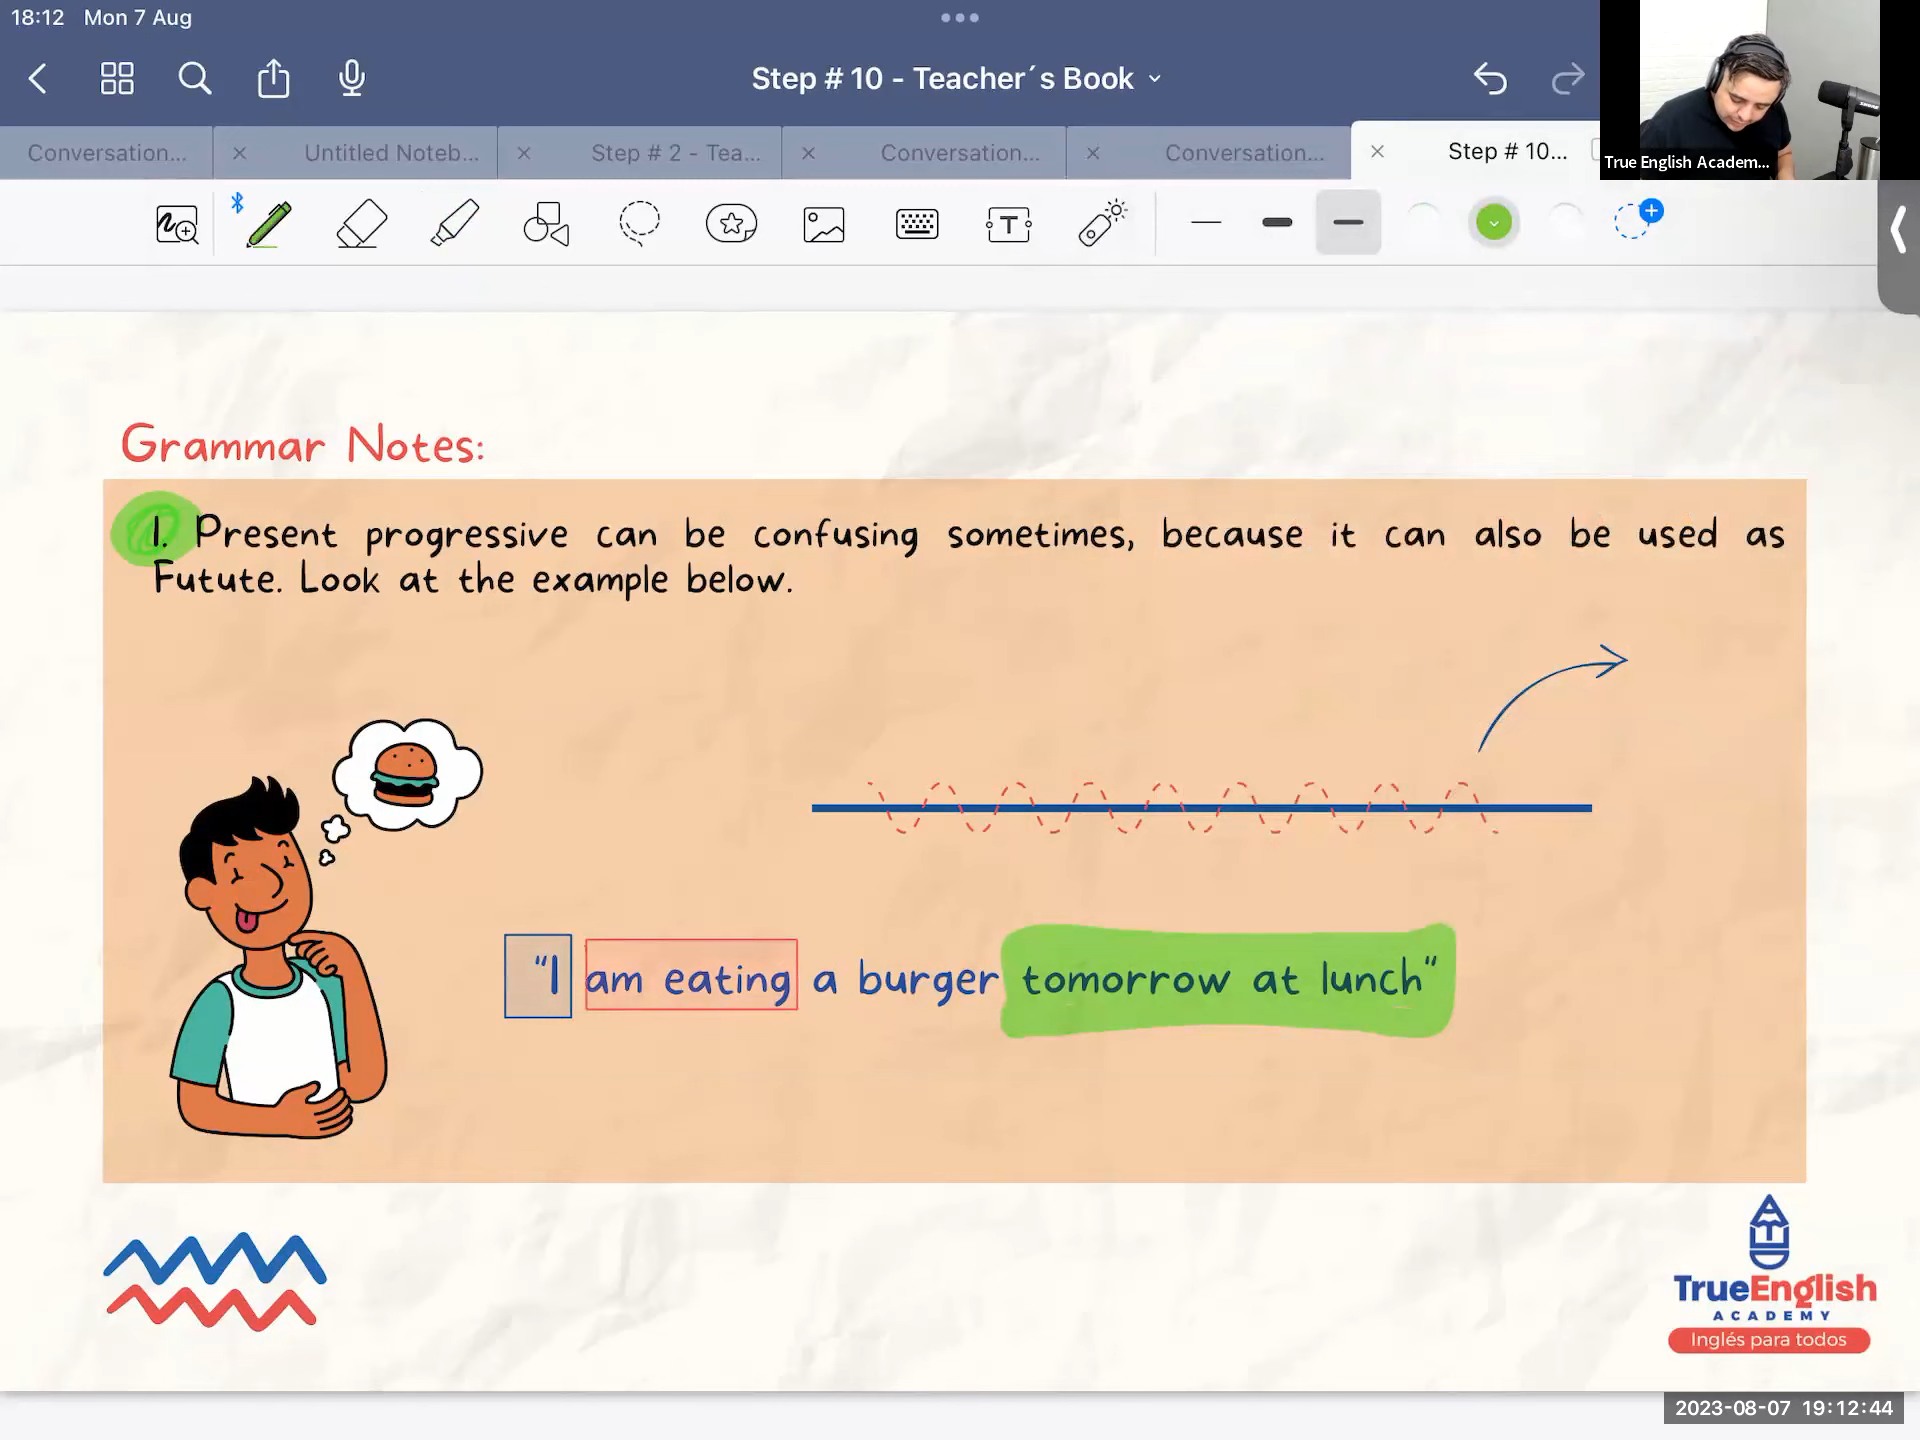 18:12 Mon 7 Aug
Step # 10 - Teacher´s Book
Conversation...
Untitled Noteb...
Step # 2 - Tea...
Conversation...
Conversation...
Step # 10...
True English Academ...
Grammar Notes:
1. Present progressive can be confusing sometimes, because it can also be used as
Futute. Look at the example below.
"I am eating a burger tomorrow at lunch"
TrueEnglish
ACADEMY
Inglés para todos
2023-08-07 19:12:44